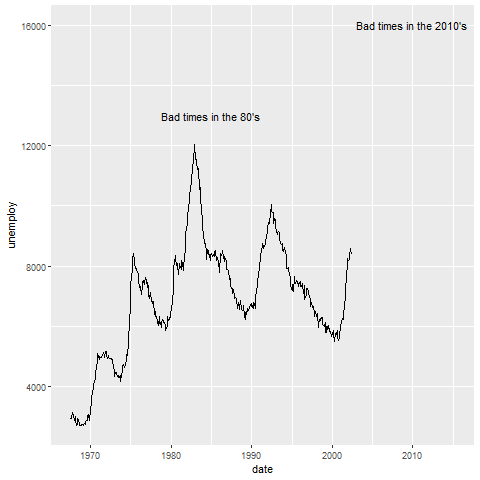 Bad times in the 2010's
16000
Bad times in the 80's
12000
unemploy
8000
4000
1970 1980 1990 2000 2010
date